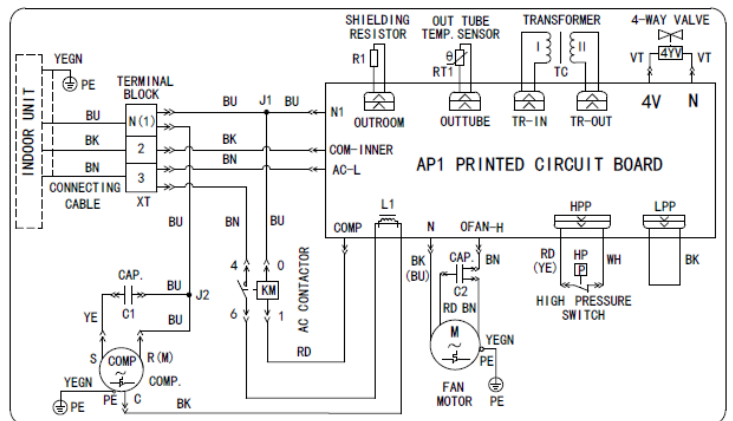 SHIELDING RESISTOR
OUT TUBE TEMP. SENSOR
TRANSFORMER
4-WAY VALVE
R1
θ
RT1
I
II
TC
VT
4YV
VT
YEGN
PE
TERMINAL BLOCK
INDOOR UNIT
BU
BK
BN
N(1)
2
3
XT
CONNECTING CABLE
BU
J1
BU
BK
BN
N1
COM-INNER
AC-L
OUTROOM
OUTTUBE
TR-IN
TR-OUT
4V
N
AP1 PRINTED CIRCUIT BOARD
COMP
L1
N
OFAN-H
HPP
LPP
BU
BN
BU
AC CONTACTOR
4
0
KM
6
1
RD
BK (BU)
CAP.
BN
C2
RD
BN
M
YEGN
PE
FAN MOTOR
PE
RD (YE)
HP
P
WH
HIGH PRESSURE SWITCH
BK
CAP.
BU
C1
J2
YE
BU
S
COMP
R(M)
COMP.
YEGN
PE
PE
C
BK